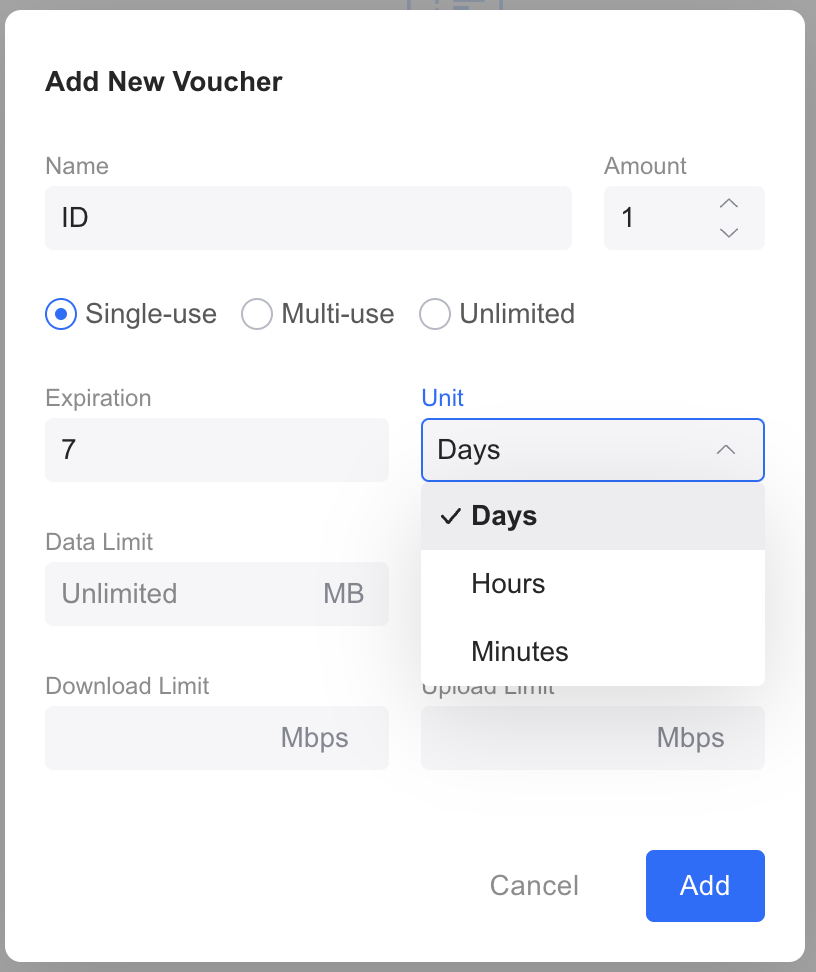 Add New Voucher
Name
Amount
ID
1
Single-use
Multi-use
Unlimited
Expiration
Unit
7
Days
Days
Hours
Minutes
Data Limit
Unlimited
MB
Download Limit
Upload Limit
Mbps
Mbps
Cancel
Add